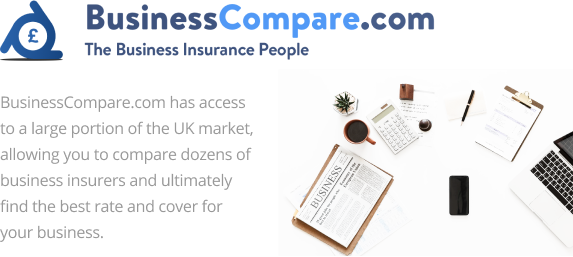 £
BusinessCompare.com
The Business Insurance People
BusinessCompare.com has access
to a large portion of the UK market,
allowing you to compare dozens of
business insurers and ultimately
find the best rate and cover for
your business.
BUSINESS